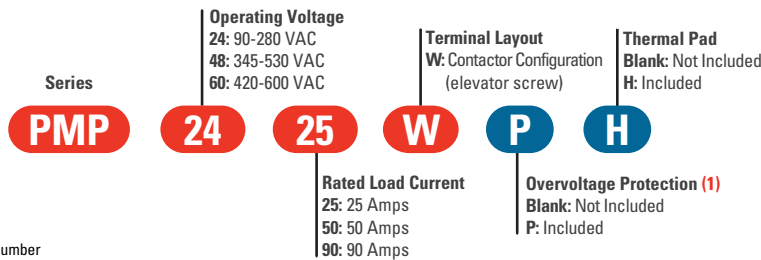 Operating Voltage
24: 90-280 VAC
48: 345-530 VAC
60: 420-600 VAC
Terminal Layout
W: Contactor Configuration
(elevator screw)
Thermal Pad
Blank: Not Included
H: Included
Series
PMP 24 25 W P H
Rated Load Current
25: 25 Amps
50: 50 Amps
90: 90 Amps
Overvoltage Protection (1)
Blank: Not Included
P: Included